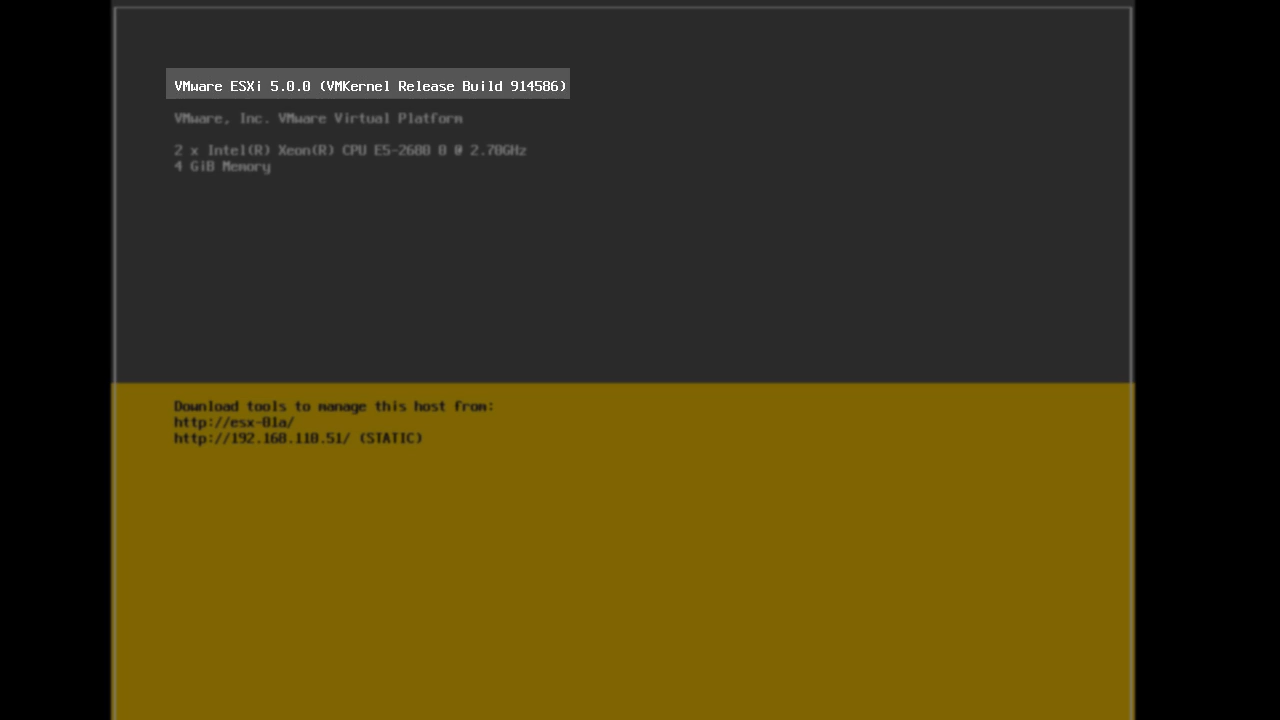 VMware ESXi 5.0.0 (VMKernel Release Build 914586)
VMware, Inc. VMware Virtual Platform
2 x Intel(R) Xeon(R) CPU E5-2680 0 @ 2.70GHz
4 GiB Memory
Download tools to manage this host from:
http://esx-01a/
http://192.168.110.51/ (STATIC)